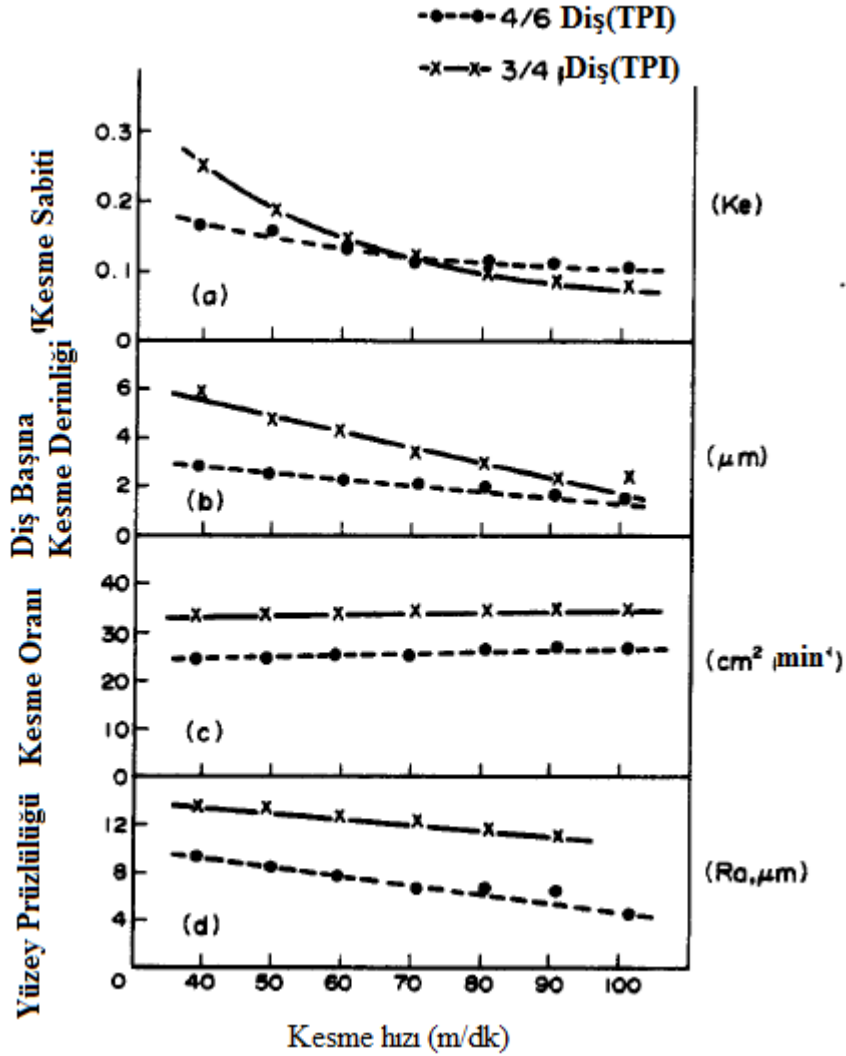 4/6 Diş(TPI)
3/4 Diş(TPI)
Kesme Sabiti
0.3
0.2
0.1
0
(a)
(Ke)
Diş Başına
Kesme Derinliği
6
4
2
0
(b)
(μm)
Kesme Oranı
40
30
20
10
0
(c)
(cm² min⁻¹)
Yüzey Prüzlülüğü
12
8
4
0
(d)
(Ra,μm)
40 50 60 70 80 90 100
Kesme hızı (m/dk)